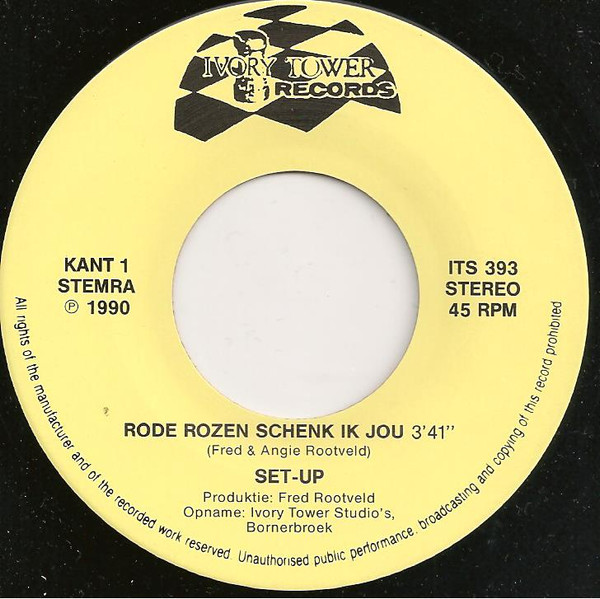 IVORY TOWER
RECORDS
KANT 1
STEMRA
℗ 1990
ITS 393
STEREO
45 RPM
RODE ROZEN SCHENK IK JOU 3'41"
(Fred & Angie Rootveld)
SET-UP
Produktie: Fred Rootveld
Opname: Ivory Tower Studio's,
Bornerbroek
All rights of the manufacturer and of the recorded work reserved. Unauthorised public performance, broadcasting and copying of this record prohibited